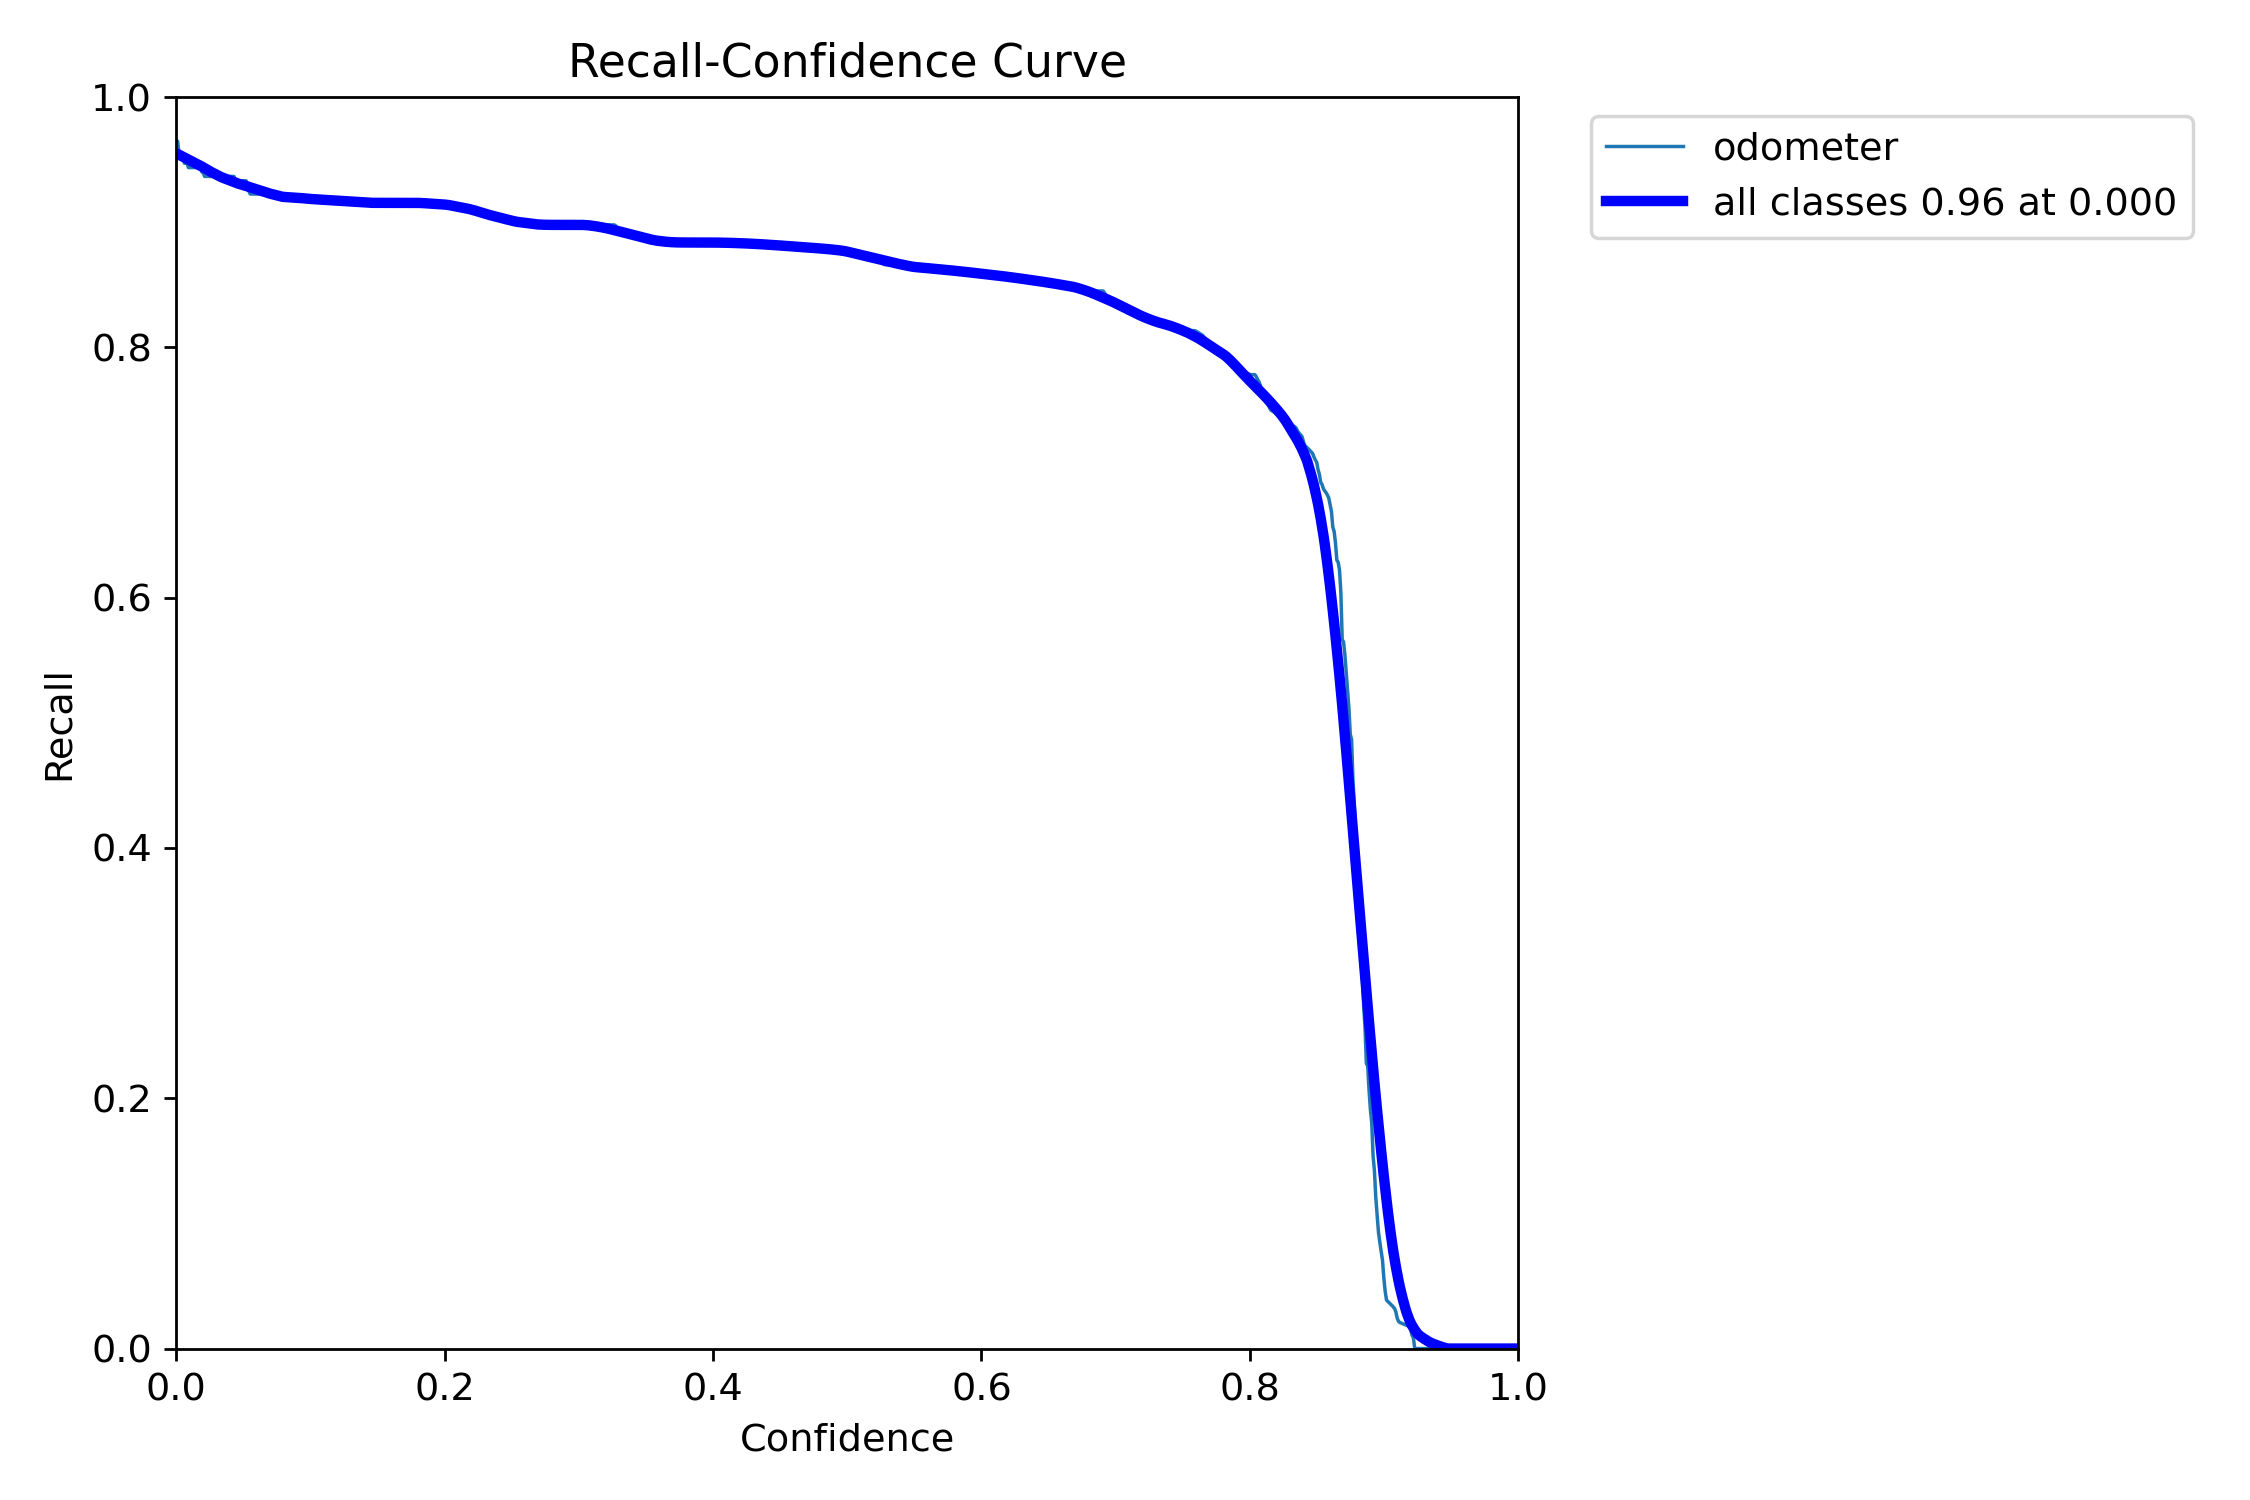 Recall-Confidence Curve
1.0
0.8
0.6
0.4
0.2
0.0
Recall
0.0 0.2 0.4 0.6 0.8 1.0
Confidence
odometer
all classes 0.96 at 0.000